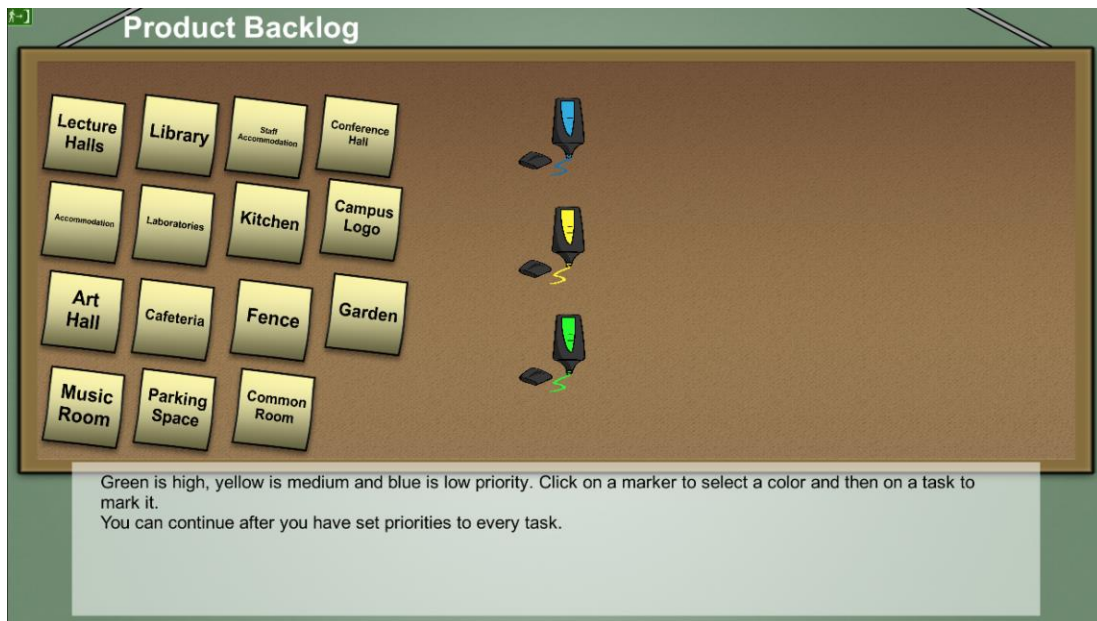 Product Backlog
Lecture
Halls
Library
Staff
Accommodation
Conference
Hall
Accommodation
Laboratories
Kitchen
Campus
Logo
Art
Hall
Cafeteria
Fence
Garden
Music
Room
Parking
Space
Common
Room
Green is high, yellow is medium and blue is low priority. Click on a marker to select a color and then on a task to
mark it.
You can continue after you have set priorities to every task.